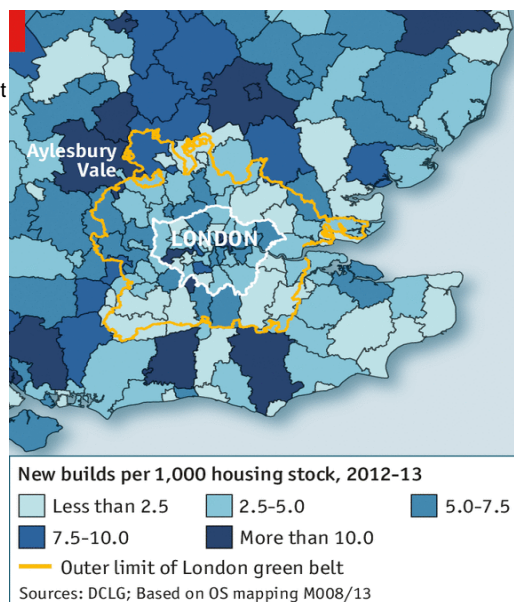 t
Aylesbury
Vale
LONDON
New builds per 1,000 housing stock, 2012-13
Less than 2.5 2.5-5.0 5.0-7.5
7.5-10.0 More than 10.0
Outer limit of London green belt
Sources: DCLG; Based on OS mapping M008/13